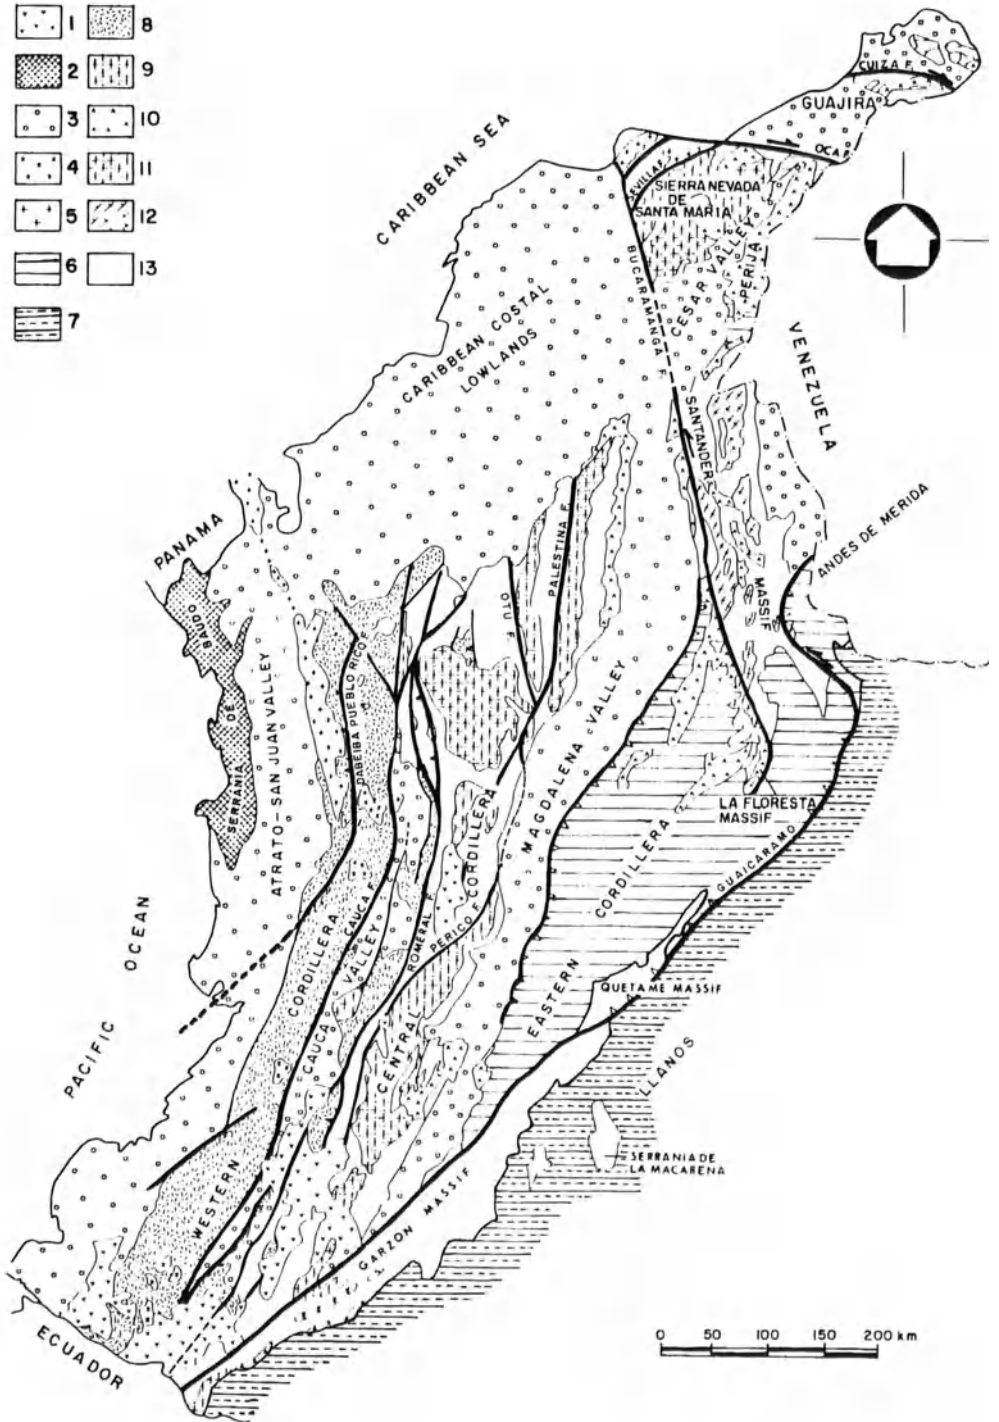 1 8
2 9
3 10
4 11
5 12
6 13
7
CARIBBEAN SEA
CUIZA F.
GUAJIRA
OCA F.
SEVILLA F.
SIERRA NEVADA
DE
SANTA MARIA
BUCARAMANGA F.
CESAR VALLEY
PERIJA
VENEZUELA
CARIBBEAN COSTAL
LOWLANDS
SANTANDER
MASSIF
ANDES DE MERIDA
PANAMA
SERRANIA DE BAUDO
ATRATO-SAN JUAN VALLEY
DABEIBA PUEBLO RICO F.
OTU F.
PALESTINA F.
MAGDALENA VALLEY
LA FLORESTA
MASSIF
GUAICARAMO
EASTERN CORDILLERA
QUETAME MASSIF
LLANOS
SERRANIA DE
LA MACARENA
PACIFIC OCEAN
WESTERN CORDILLERA
CAUCA F.
CAUCA VALLEY
ROMERAL F.
PERICO F.
CENTRAL CORDILLERA
GARZON MASSIF
ECUADOR
0 50 100 150 200 km